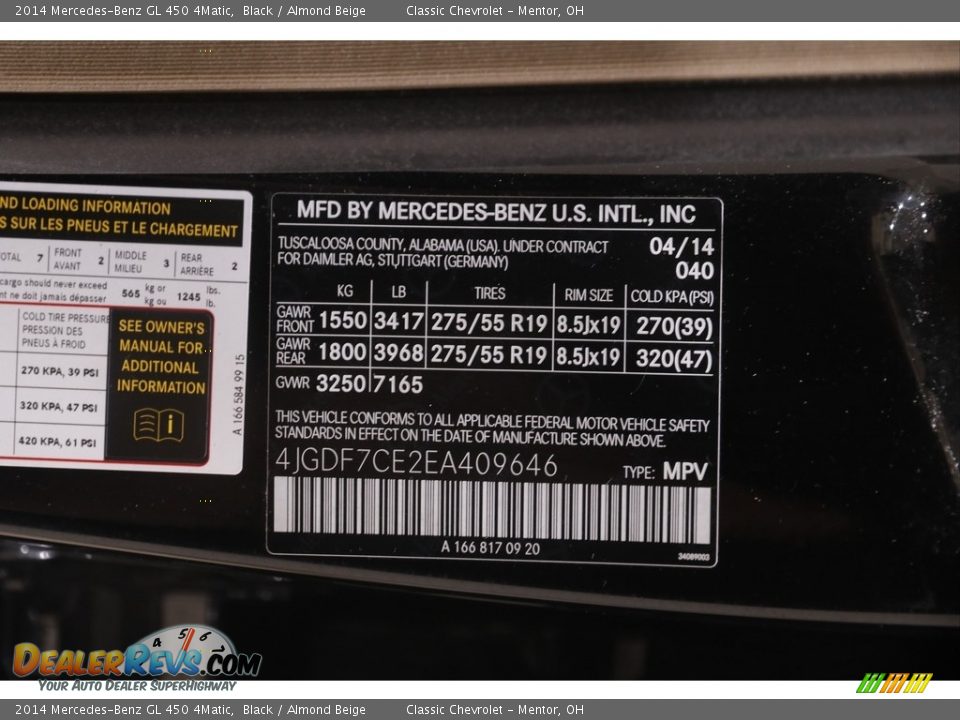 2014 Mercedes-Benz GL 450 4Matic, Black / Almond Beige Classic Chevrolet - Mentor, OH
ND LOADING INFORMATION
S SUR LES PNEUS ET LE CHARGEMENT
OTAL 7 FRONT AVANT 2 MIDDLE MILIEU 3 REAR ARRIÈRE 2
cargo should never exceed
nt ne doit jamais dépasser 565 kg or kg ou 1245 lbs. lb.
COLD TIRE PRESSURE
PRESSION DES
PNEUS À FROID
270 KPA, 39 PSI
320 KPA, 47 PSI
420 KPA, 61 PSI
SEE OWNER'S
MANUAL FOR
ADDITIONAL
INFORMATION
i
A 166 584 99 15
MFD BY MERCEDES-BENZ U.S. INTL., INC
TUSCALOOSA COUNTY, ALABAMA (USA). UNDER CONTRACT 04/14
FOR DAIMLER AG, STUTTGART (GERMANY) 040
KG LB TIRES RIM SIZE COLD KPA(PSI)
GAWR FRONT 1550 3417 275/55 R19 8.5Jx19 270(39)
GAWR REAR 1800 3968 275/55 R19 8.5Jx19 320(47)
GVWR 3250 7165
THIS VEHICLE CONFORMS TO ALL APPLICABLE FEDERAL MOTOR VEHICLE SAFETY
STANDARDS IN EFFECT ON THE DATE OF MANUFACTURE SHOWN ABOVE.
4JGDF7CE2EA409646 TYPE: MPV
A 166 817 09 20
34089003
4 5 6
DEALERREVS.COM
YOUR AUTO DEALER SUPERHIGHWAY
2014 Mercedes-Benz GL 450 4Matic, Black / Almond Beige Classic Chevrolet - Mentor, OH